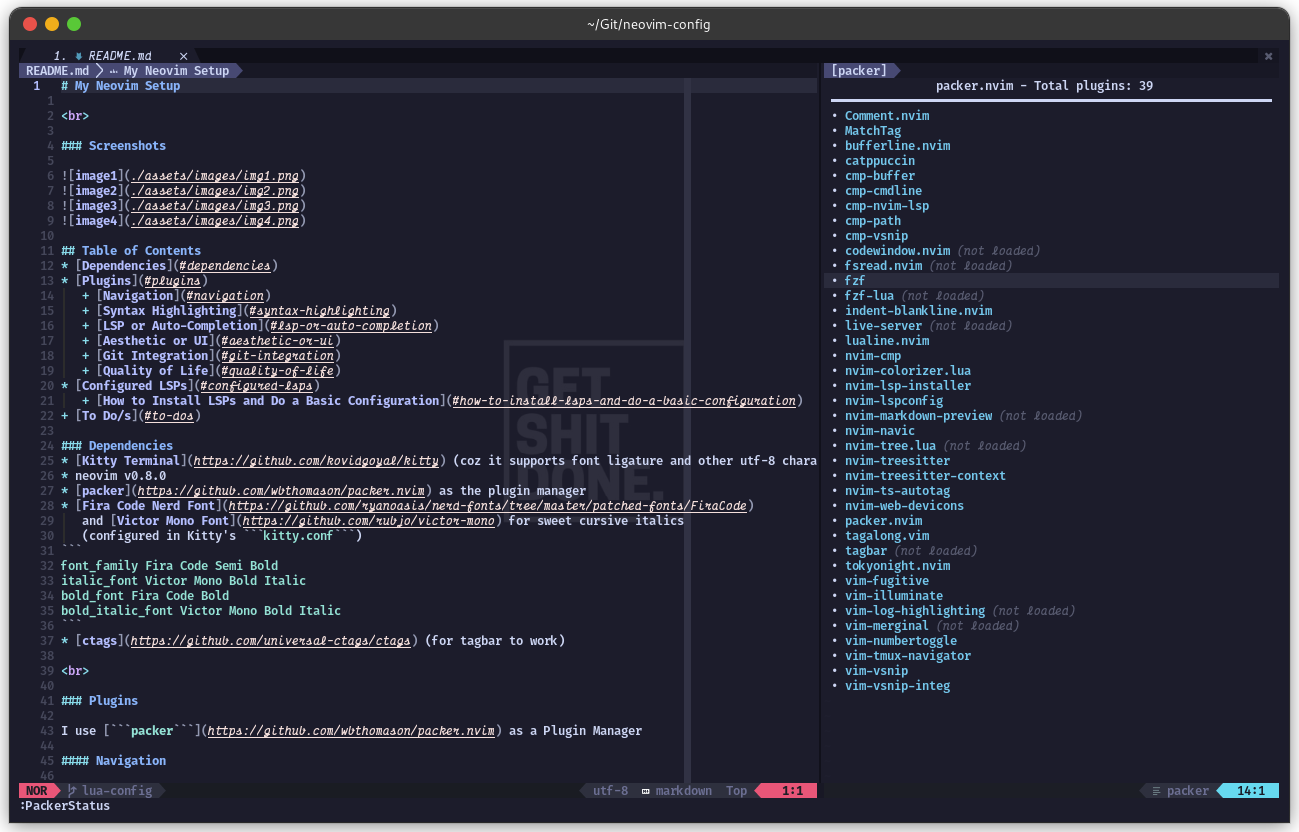 ~/Git/neovim-config
1. README.md ×
README.md My Neovim Setup
1 # My Neovim Setup
1
2 <br>
3
4 ### Screenshots
5
6 ![image1](./assets/images/img1.png)
7 ![image2](./assets/images/img2.png)
8 ![image3](./assets/images/img3.png)
9 ![image4](./assets/images/img4.png)
10
11 ## Table of Contents
12 * [Dependencies](#dependencies)
13 * [Plugins](#plugins)
14 + [Navigation](#navigation)
15 + [Syntax Highlighting](#syntax-highlighting)
16 + [LSP or Auto-Completion](#lsp-or-auto-completion)
17 + [Aesthetic or UI](#aesthetic-or-ui)
18 + [Git Integration](#git-integration)
19 + [Quality of Life](#quality-of-life)
20 * [Configured LSPs](#configured-lsps)
21 + [How to Install LSPs and Do a Basic Configuration](#how-to-install-lsps-and-do-a-basic-configuration)
22 + [To Do/s](#to-dos)
23
24 ### Dependencies
25 * [Kitty Terminal](https://github.com/kovidgoyal/kitty) (coz it supports font ligature and other utf-8 chara
26 * neovim v0.8.0
27 * [packer](https://github.com/wbthomason/packer.nvim) as the plugin manager
28 * [Fira Code Nerd Font](https://github.com/ryanoasis/nerd-fonts/tree/master/patched-fonts/FiraCode)
29 and [Victor Mono Font](https://github.com/rubjo/victor-mono) for sweet cursive italics
30 (configured in Kitty's ```kitty.conf```)
31 ```
32 font_family Fira Code Semi Bold
33 italic_font Victor Mono Bold Italic
34 bold_font Fira Code Bold
35 bold_italic_font Victor Mono Bold Italic
36 ```
37 * [ctags](https://github.com/universal-ctags/ctags) (for tagbar to work)
38
39 <br>
40
41 ### Plugins
42
43 I use [```packer```](https://github.com/wbthomason/packer.nvim) as a Plugin Manager
44
45 #### Navigation
46
GET
SHIT
DONE.
NOR lua-config utf-8 markdown Top 1:1
:PackerStatus
[packer]
packer.nvim - Total plugins: 39
• Comment.nvim
• MatchTag
• bufferline.nvim
• catppuccin
• cmp-buffer
• cmp-cmdline
• cmp-nvim-lsp
• cmp-path
• cmp-vsnip
• codewindow.nvim (not loaded)
• fsread.nvim (not loaded)
• fzf
• fzf-lua (not loaded)
• indent-blankline.nvim
• live-server (not loaded)
• lualine.nvim
• nvim-cmp
• nvim-colorizer.lua
• nvim-lsp-installer
• nvim-lspconfig
• nvim-markdown-preview (not loaded)
• nvim-navic
• nvim-tree.lua (not loaded)
• nvim-treesitter
• nvim-treesitter-context
• nvim-ts-autotag
• nvim-web-devicons
• packer.nvim
• tagalong.vim
• tagbar (not loaded)
• tokyonight.nvim
• vim-fugitive
• vim-illuminate
• vim-log-highlighting (not loaded)
• vim-merginal (not loaded)
• vim-numbertoggle
• vim-tmux-navigator
• vim-vsnip
• vim-vsnip-integ
packer 14:1